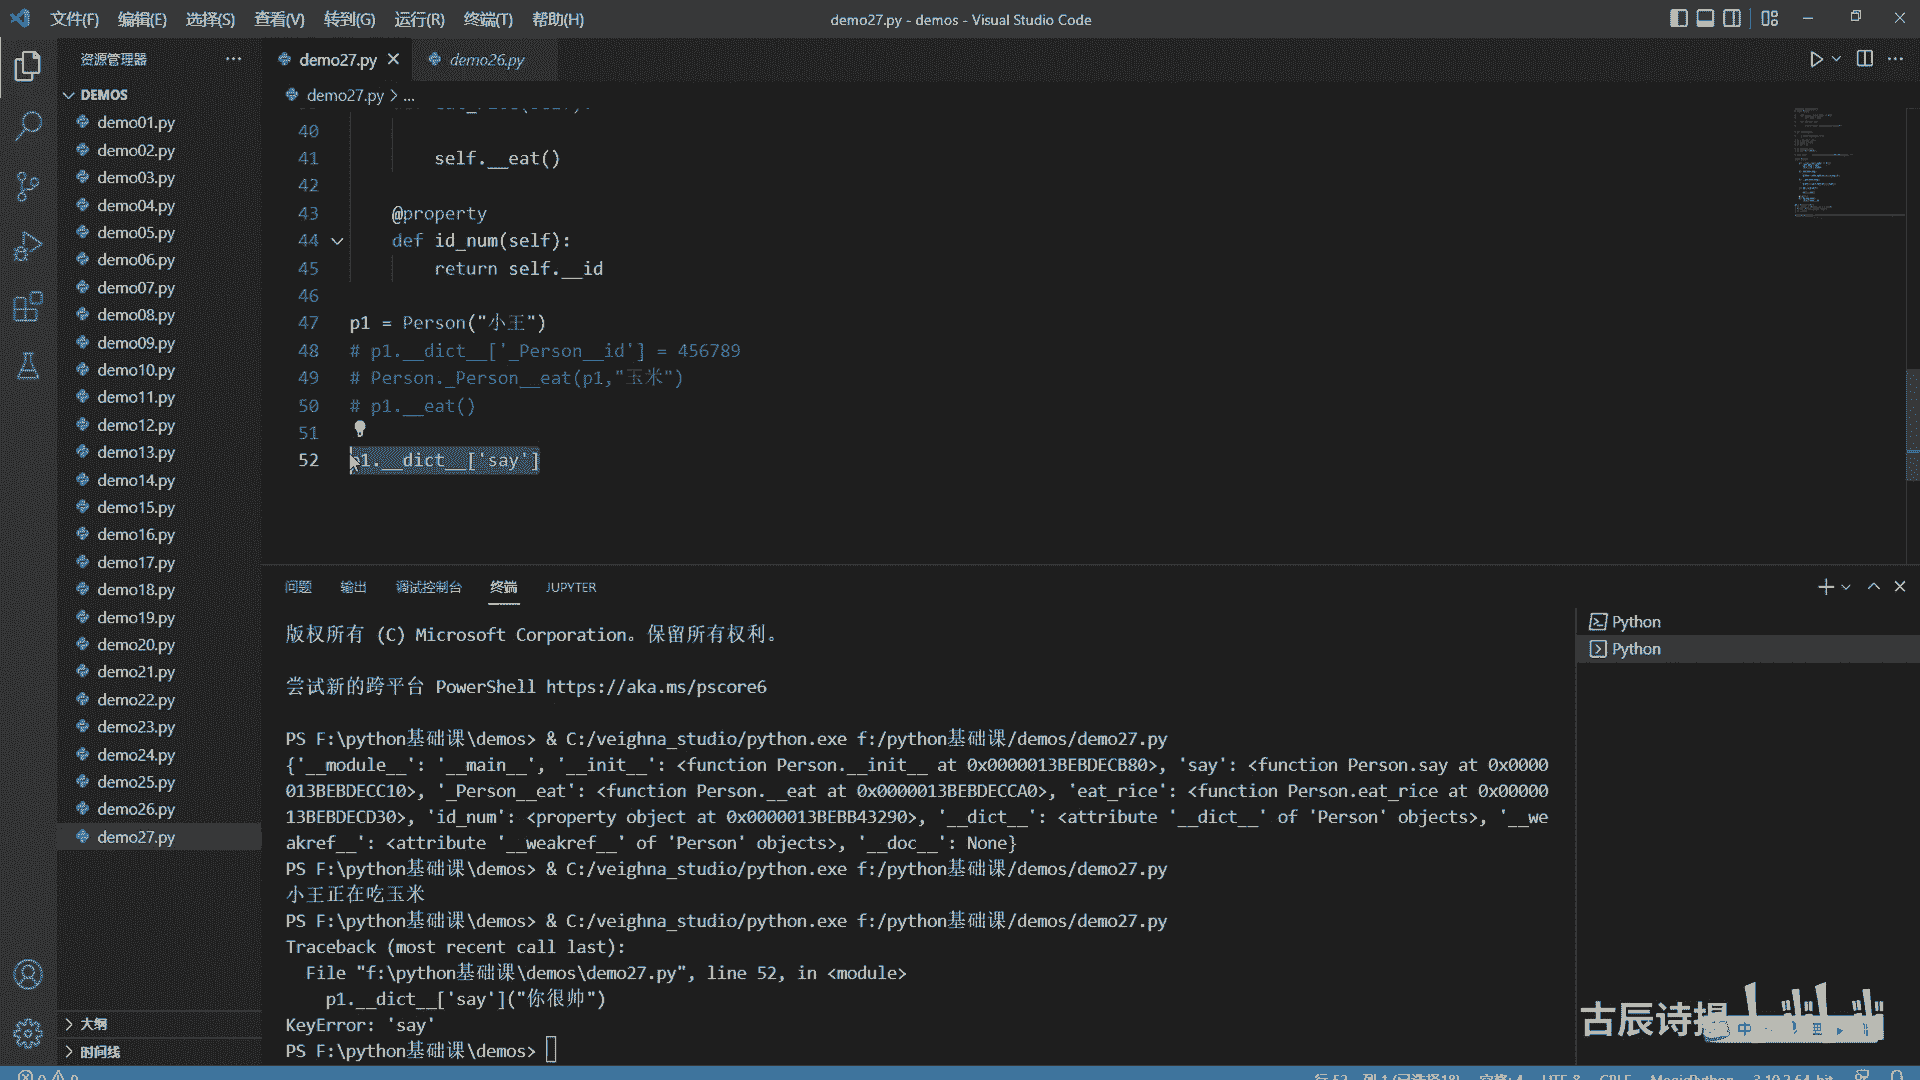 文件(F) 编辑(E) 选择(S) 查看(V) 转到(G) 运行(R) 终端(T) 帮助(H)
demo27.py - demos - Visual Studio Code
资源管理器
DEMOS
demo01.py
demo02.py
demo03.py
demo04.py
demo05.py
demo06.py
demo07.py
demo08.py
demo09.py
demo10.py
demo11.py
demo12.py
demo13.py
demo14.py
demo15.py
demo16.py
demo17.py
demo18.py
demo19.py
demo20.py
demo21.py
demo22.py
demo23.py
demo24.py
demo25.py
demo26.py
demo27.py
大纲
时间线
demo27.py demo26.py
demo27.py > ...
40
41 self.__eat()
42
43 @property
44 def id_num(self):
45 return self.__id
46
47 p1 = Person("小王")
48 # p1.__dict__['_Person__id'] = 456789
49 # Person._Person__eat(p1,"玉米")
50 # p1.__eat()
51
52 p1.__dict__['say']
问题 输出 调试控制台 终端 JUPYTER
版权所有 (C) Microsoft Corporation。保留所有权利。
尝试新的跨平台 PowerShell https://aka.ms/pscore6
PS F:\python基础课\demos> & C:/veighna_studio/python.exe f:/python基础课/demos/demo27.py
{'__module__': '__main__', '__init__': <function Person.__init__ at 0x0000013BEBDECB80>, 'say': <function Person.say at 0x0000
013BEBDECC10>, '_Person__eat': <function Person.__eat at 0x0000013BEBDECCA0>, 'eat_rice': <function Person.eat_rice at 0x00000
13BEBDECD30>, 'id_num': <property object at 0x0000013BEBB43290>, '__dict__': <attribute '__dict__' of 'Person' objects>, '__we
akref__': <attribute '__weakref__' of 'Person' objects>, '__doc__': None}
PS F:\python基础课\demos> & C:/veighna_studio/python.exe f:/python基础课/demos/demo27.py
小王正在吃玉米
PS F:\python基础课\demos> & C:/veighna_studio/python.exe f:/python基础课/demos/demo27.py
Traceback (most recent call last):
File "f:\python基础课\demos\demo27.py", line 52, in <module>
p1.__dict__['say']("你很帅")
KeyError: 'say'
PS F:\python基础课\demos>
Python
Python
古辰诗提
中